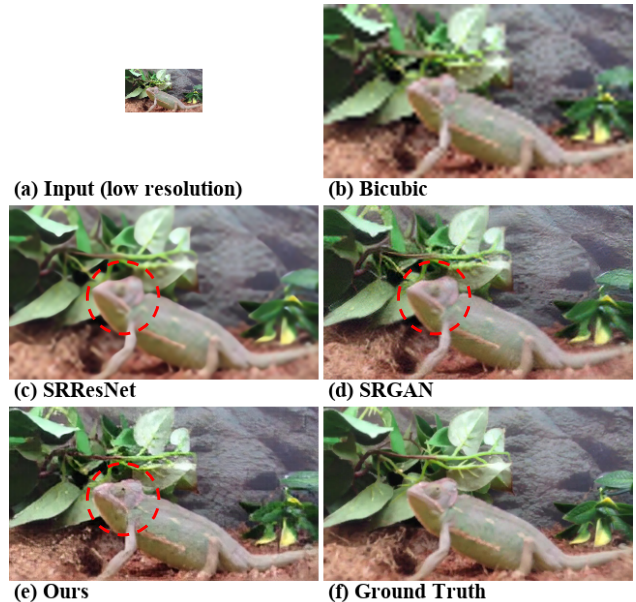 (a) Input (low resolution)
(b) Bicubic
(c) SRResNet
(d) SRGAN
(e) Ours
(f) Ground Truth